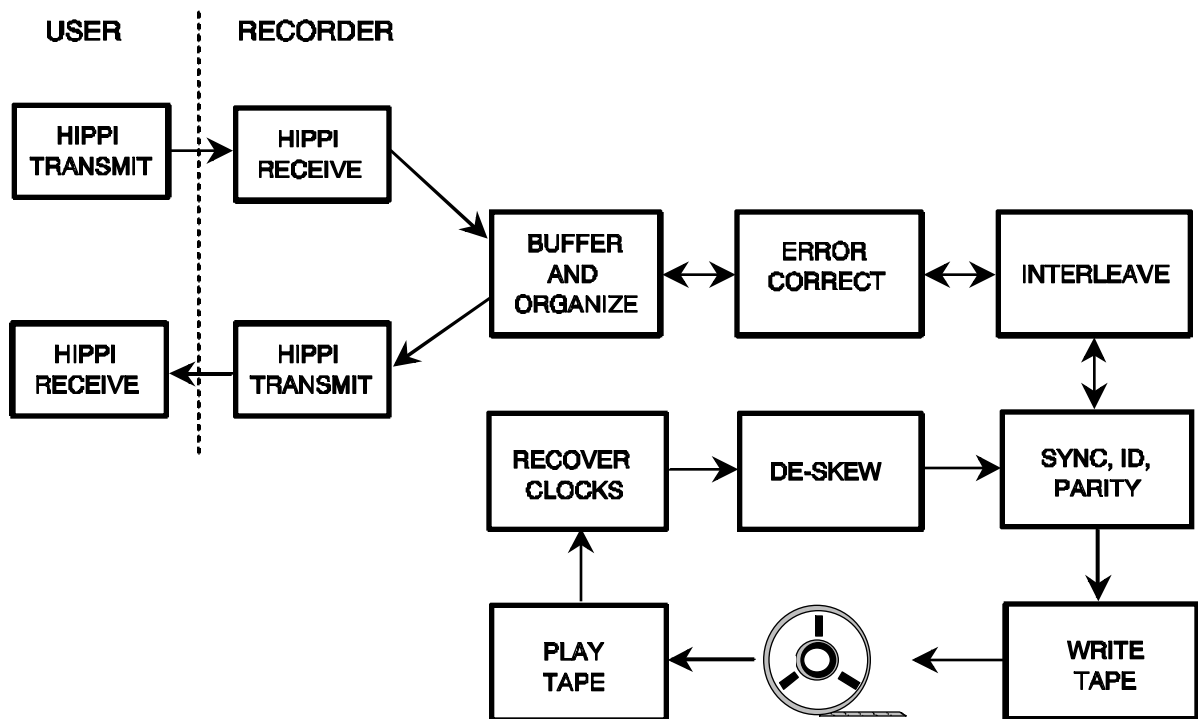 USER
RECORDER
HIPPI
TRANSMIT
HIPPI
RECEIVE
BUFFER
AND
ORGANIZE
ERROR
CORRECT
INTERLEAVE
HIPPI
RECEIVE
HIPPI
TRANSMIT
RECOVER
CLOCKS
DE-SKEW
SYNC, ID,
PARITY
PLAY
TAPE
WRITE
TAPE